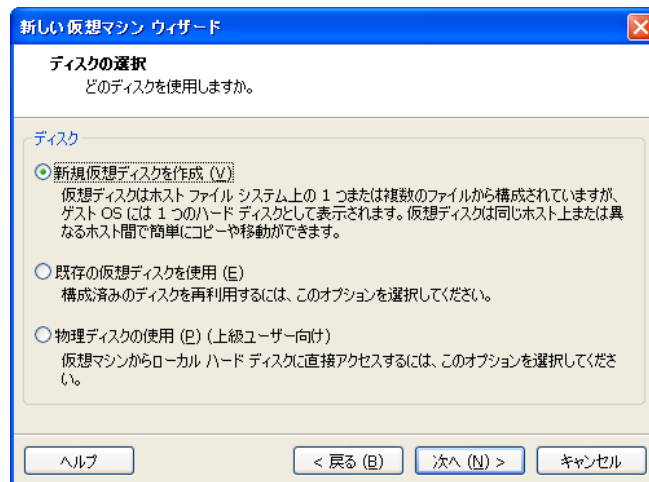 新しい仮想マシン ウィザード
ディスクの選択
どのディスクを使用しますか。
ディスク
新規仮想ディスクを作成 (V)
仮想ディスクはホスト ファイル システム上の 1 つまたは複数のファイルから構成されていますが、
ゲスト OS には 1 つのハード ディスクとして表示されます。仮想ディスクは同じホスト上または異
なるホスト間で簡単にコピーや移動ができます。
既存の仮想ディスクを使用 (E)
構成済みのディスクを再利用するには、このオプションを選択してください。
物理ディスクの使用 (P) (上級ユーザー向け)
仮想マシンからローカル ハード ディスクに直接アクセスするには、このオプションを選択してくださ
い。
ヘルプ
< 戻る (B)
次へ (N) >
キャンセル